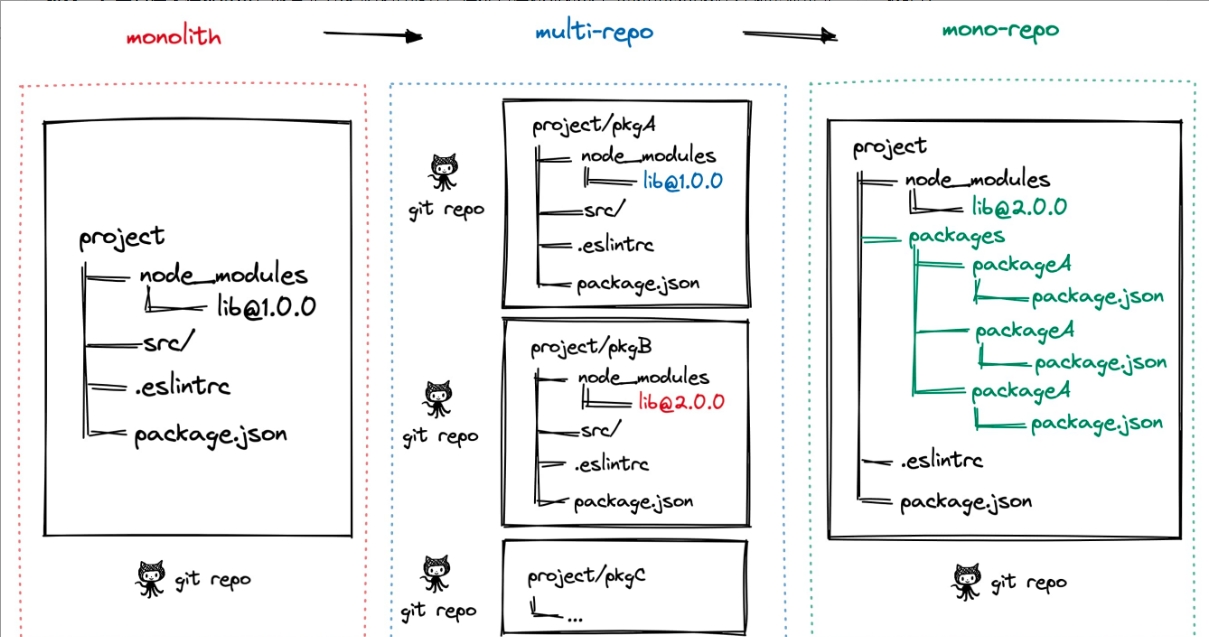 monolith
multi-repo
mono-repo
project
node_modules
lib@1.0.0
src/
.eslintrc
package.json
git repo
git repo
project/pkgA
node_modules
lib@1.0.0
src/
.eslintrc
package.json
git repo
project/pkgB
node_modules
lib@2.0.0
src/
.eslintrc
package.json
git repo
project/pkgC
...
project
node_modules
lib@2.0.0
packages
packageA
package.json
packageA
package.json
packageA
package.json
.eslintrc
package.json
git repo